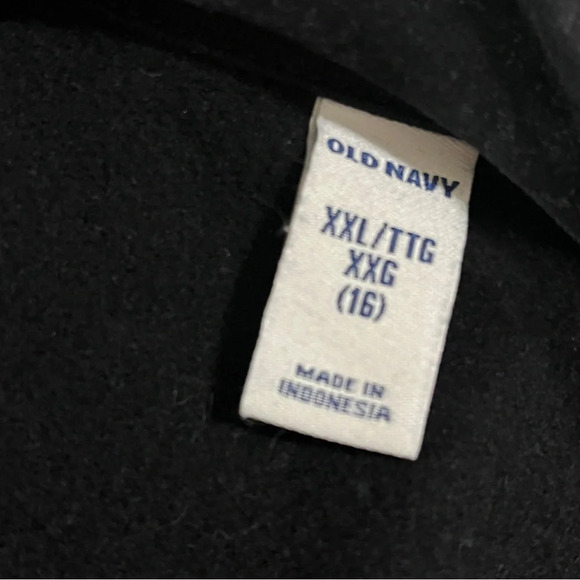 OLD NAVY
XXL/TTG
XXG
(16)
MADE IN
INDONESIA